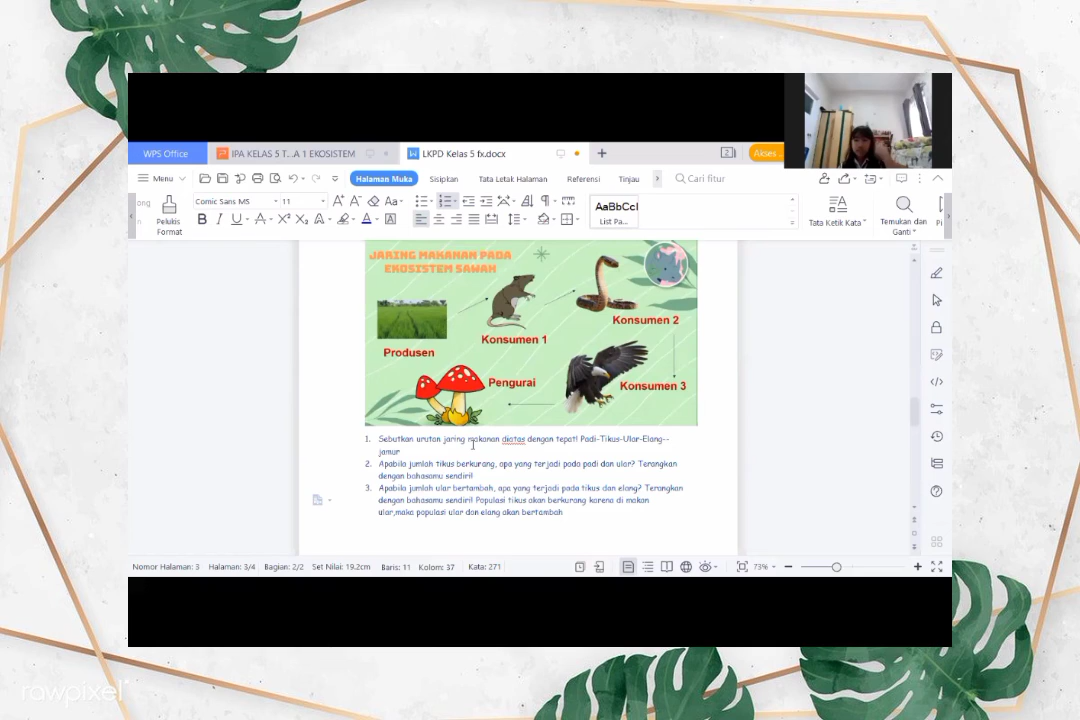 WPS Office
IPA KELAS 5 T...A 1 EKOSISTEM
LKPD Kelas 5 fx.docx
Akses
Menu
Halaman Muka
Sisipkan
Tata Letak Halaman
Referensi
Tinjau
Cari fitur
ong
on
Pelukis
Format
Comic Sans MS
11
AaBbCcI
List Pa...
Tata Ketik Kata
Temukan dan
Ganti
JARING MAKANAN PADA
EKOSISTEM SAWAH
Produsen
Konsumen 1
Konsumen 2
Pengurai
Konsumen 3
1. Sebutkan urutan jaring makanan diatas dengan tepat! Padi-Tikus-Ular-Elang--
jamur
2. Apabila jumlah tikus berkurang, apa yang terjadi pada padi dan ular? Terangkan
dengan bahasamu sendiri!
3. Apabila jumlah ular bertambah, apa yang terjadi pada tikus dan elang? Terangkan
dengan bahasamu sendiri! Populasi tikus akan berkurang karena di makan
ular,maka populasi ular dan elang akan bertambah
Nomor Halaman: 3 Halaman: 3/4 Bagian: 2/2 Set Nilai: 19.2cm Baris: 11 Kolom: 37 Kata: 271
73%
rawpixel